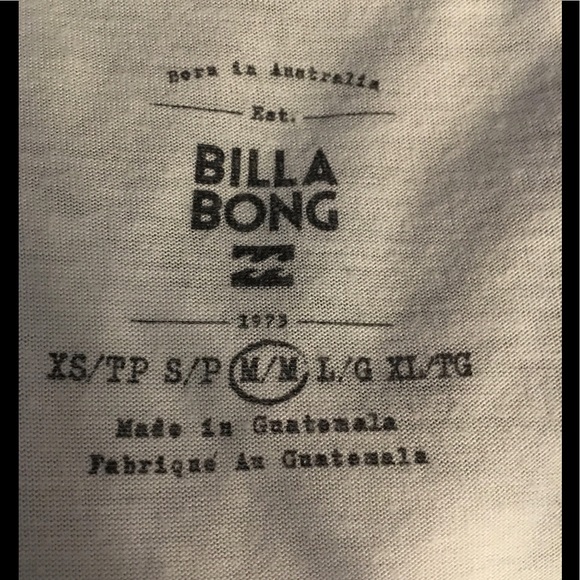 Born in Australia
Est.
BILLA
BONG
1973
XS/TP S/P M/M L/G XL/TG
Made in Guatemala
Fabriqué Au Guatemala